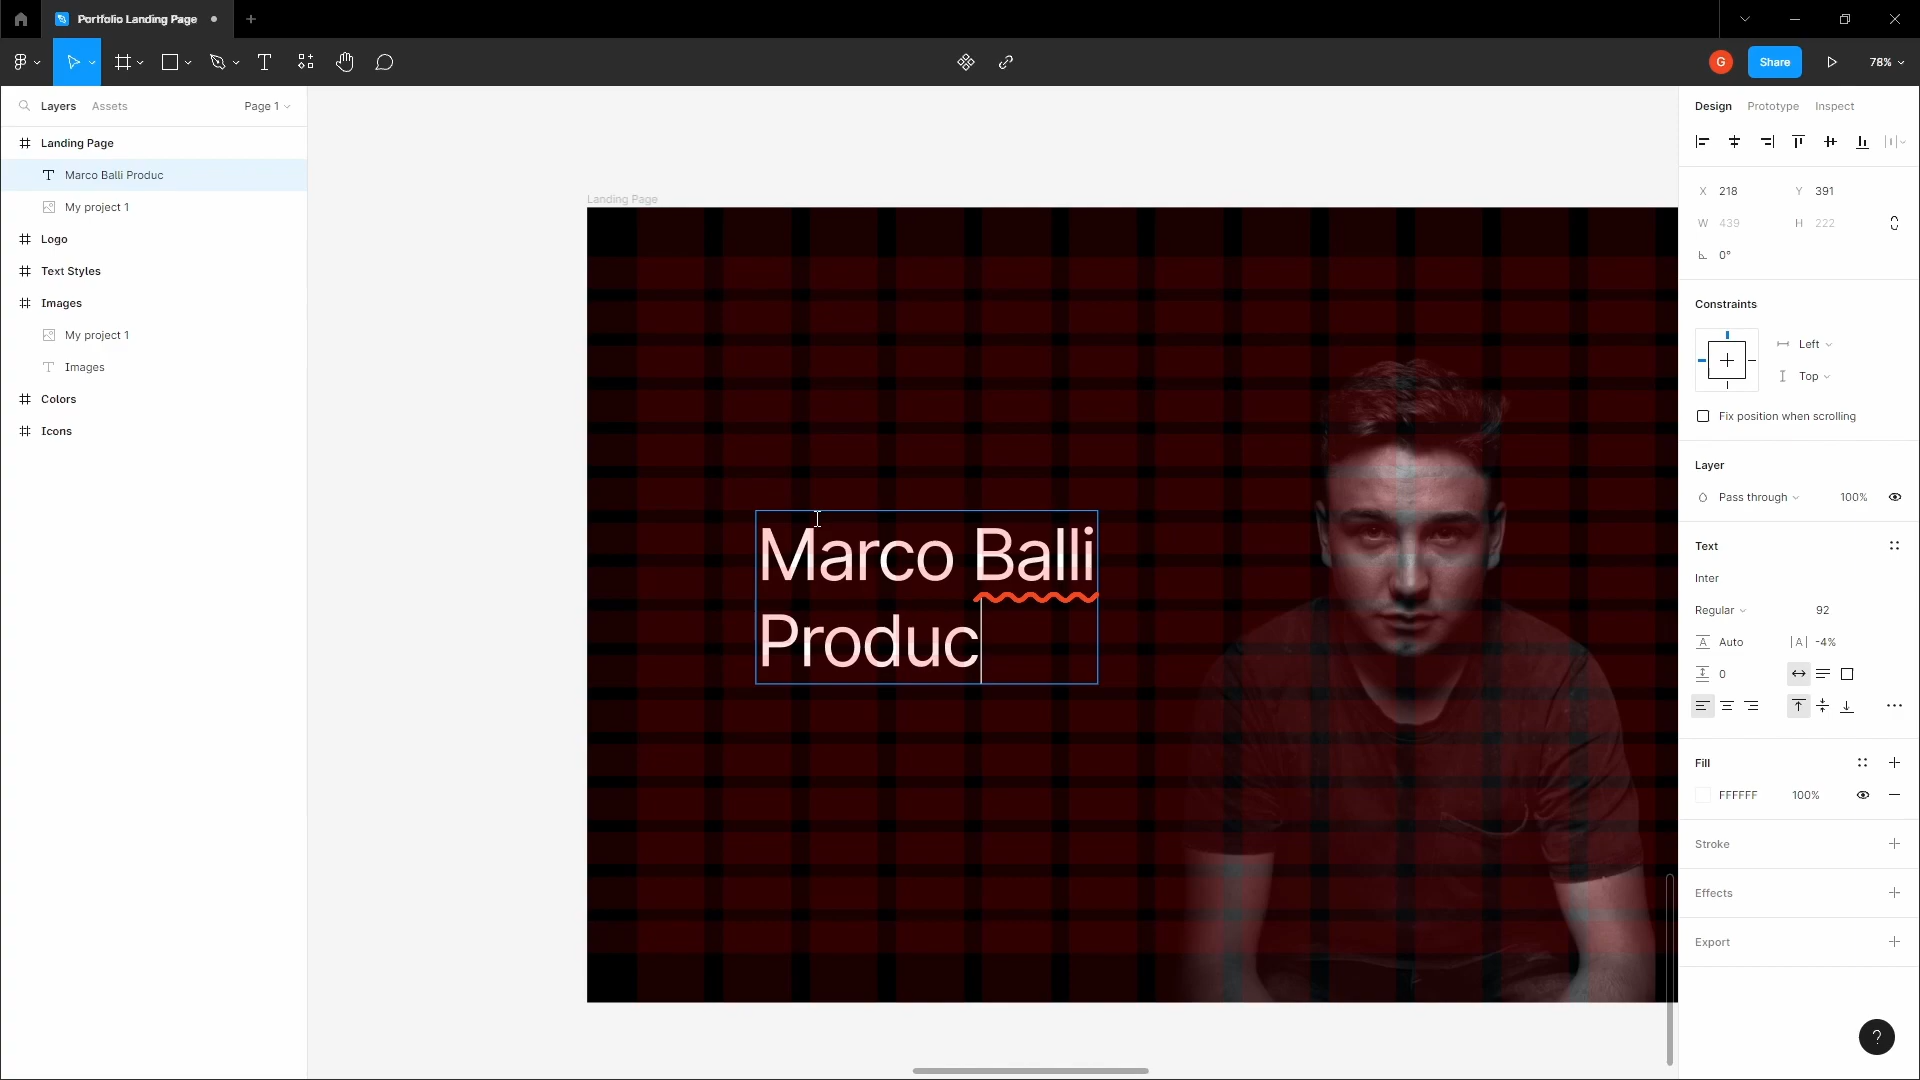 Portfolio Landing Page
G
Share
78%
Layers
Assets
Page 1
Design
Prototype
Inspect
Landing Page
Marco Balli Produc
My project 1
Logo
Text Styles
Images
My project 1
Images
Colors
Icons
Landing Page
Marco Balli
Produc
X 218 Y 391
W 439 H 222
0°
Constraints
Left
Top
Fix position when scrolling
Layer
Pass through 100%
Text
Inter
Regular 92
A Auto |A| -4%
0
Fill
FFFFFF 100%
Stroke
Effects
Export
?